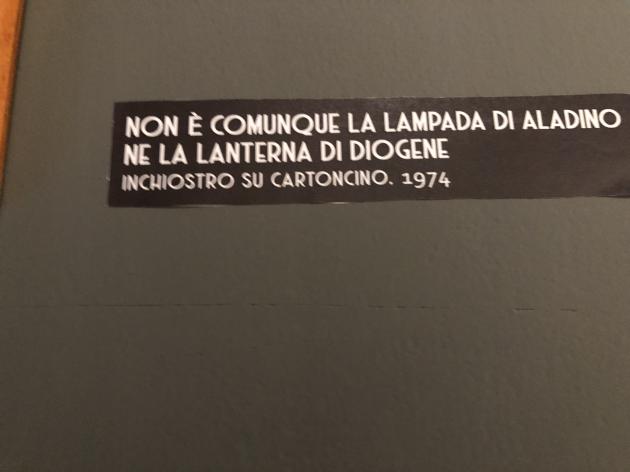 NON È COMUNQUE LA LAMPADA DI ALADINO
NE LA LANTERNA DI DIOGENE
INCHIOSTRO SU CARTONCINO. 1974